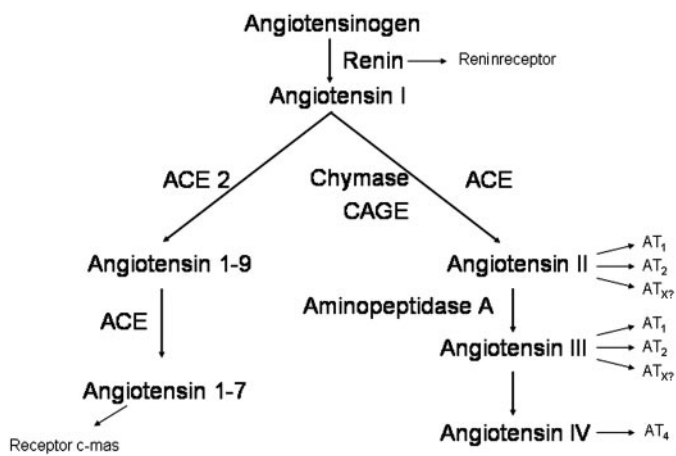 Angiotensinogen
Renin Reninreceptor
Angiotensin I
ACE 2 Chymase ACE
CAGE
AT₁
Angiotensin 1-9 Angiotensin II AT₂
ATX?
ACE Aminopeptidase A
AT₁
Angiotensin III AT₂
ATX?
Angiotensin 1-7
Angiotensin IV AT₄
Receptor c-mas